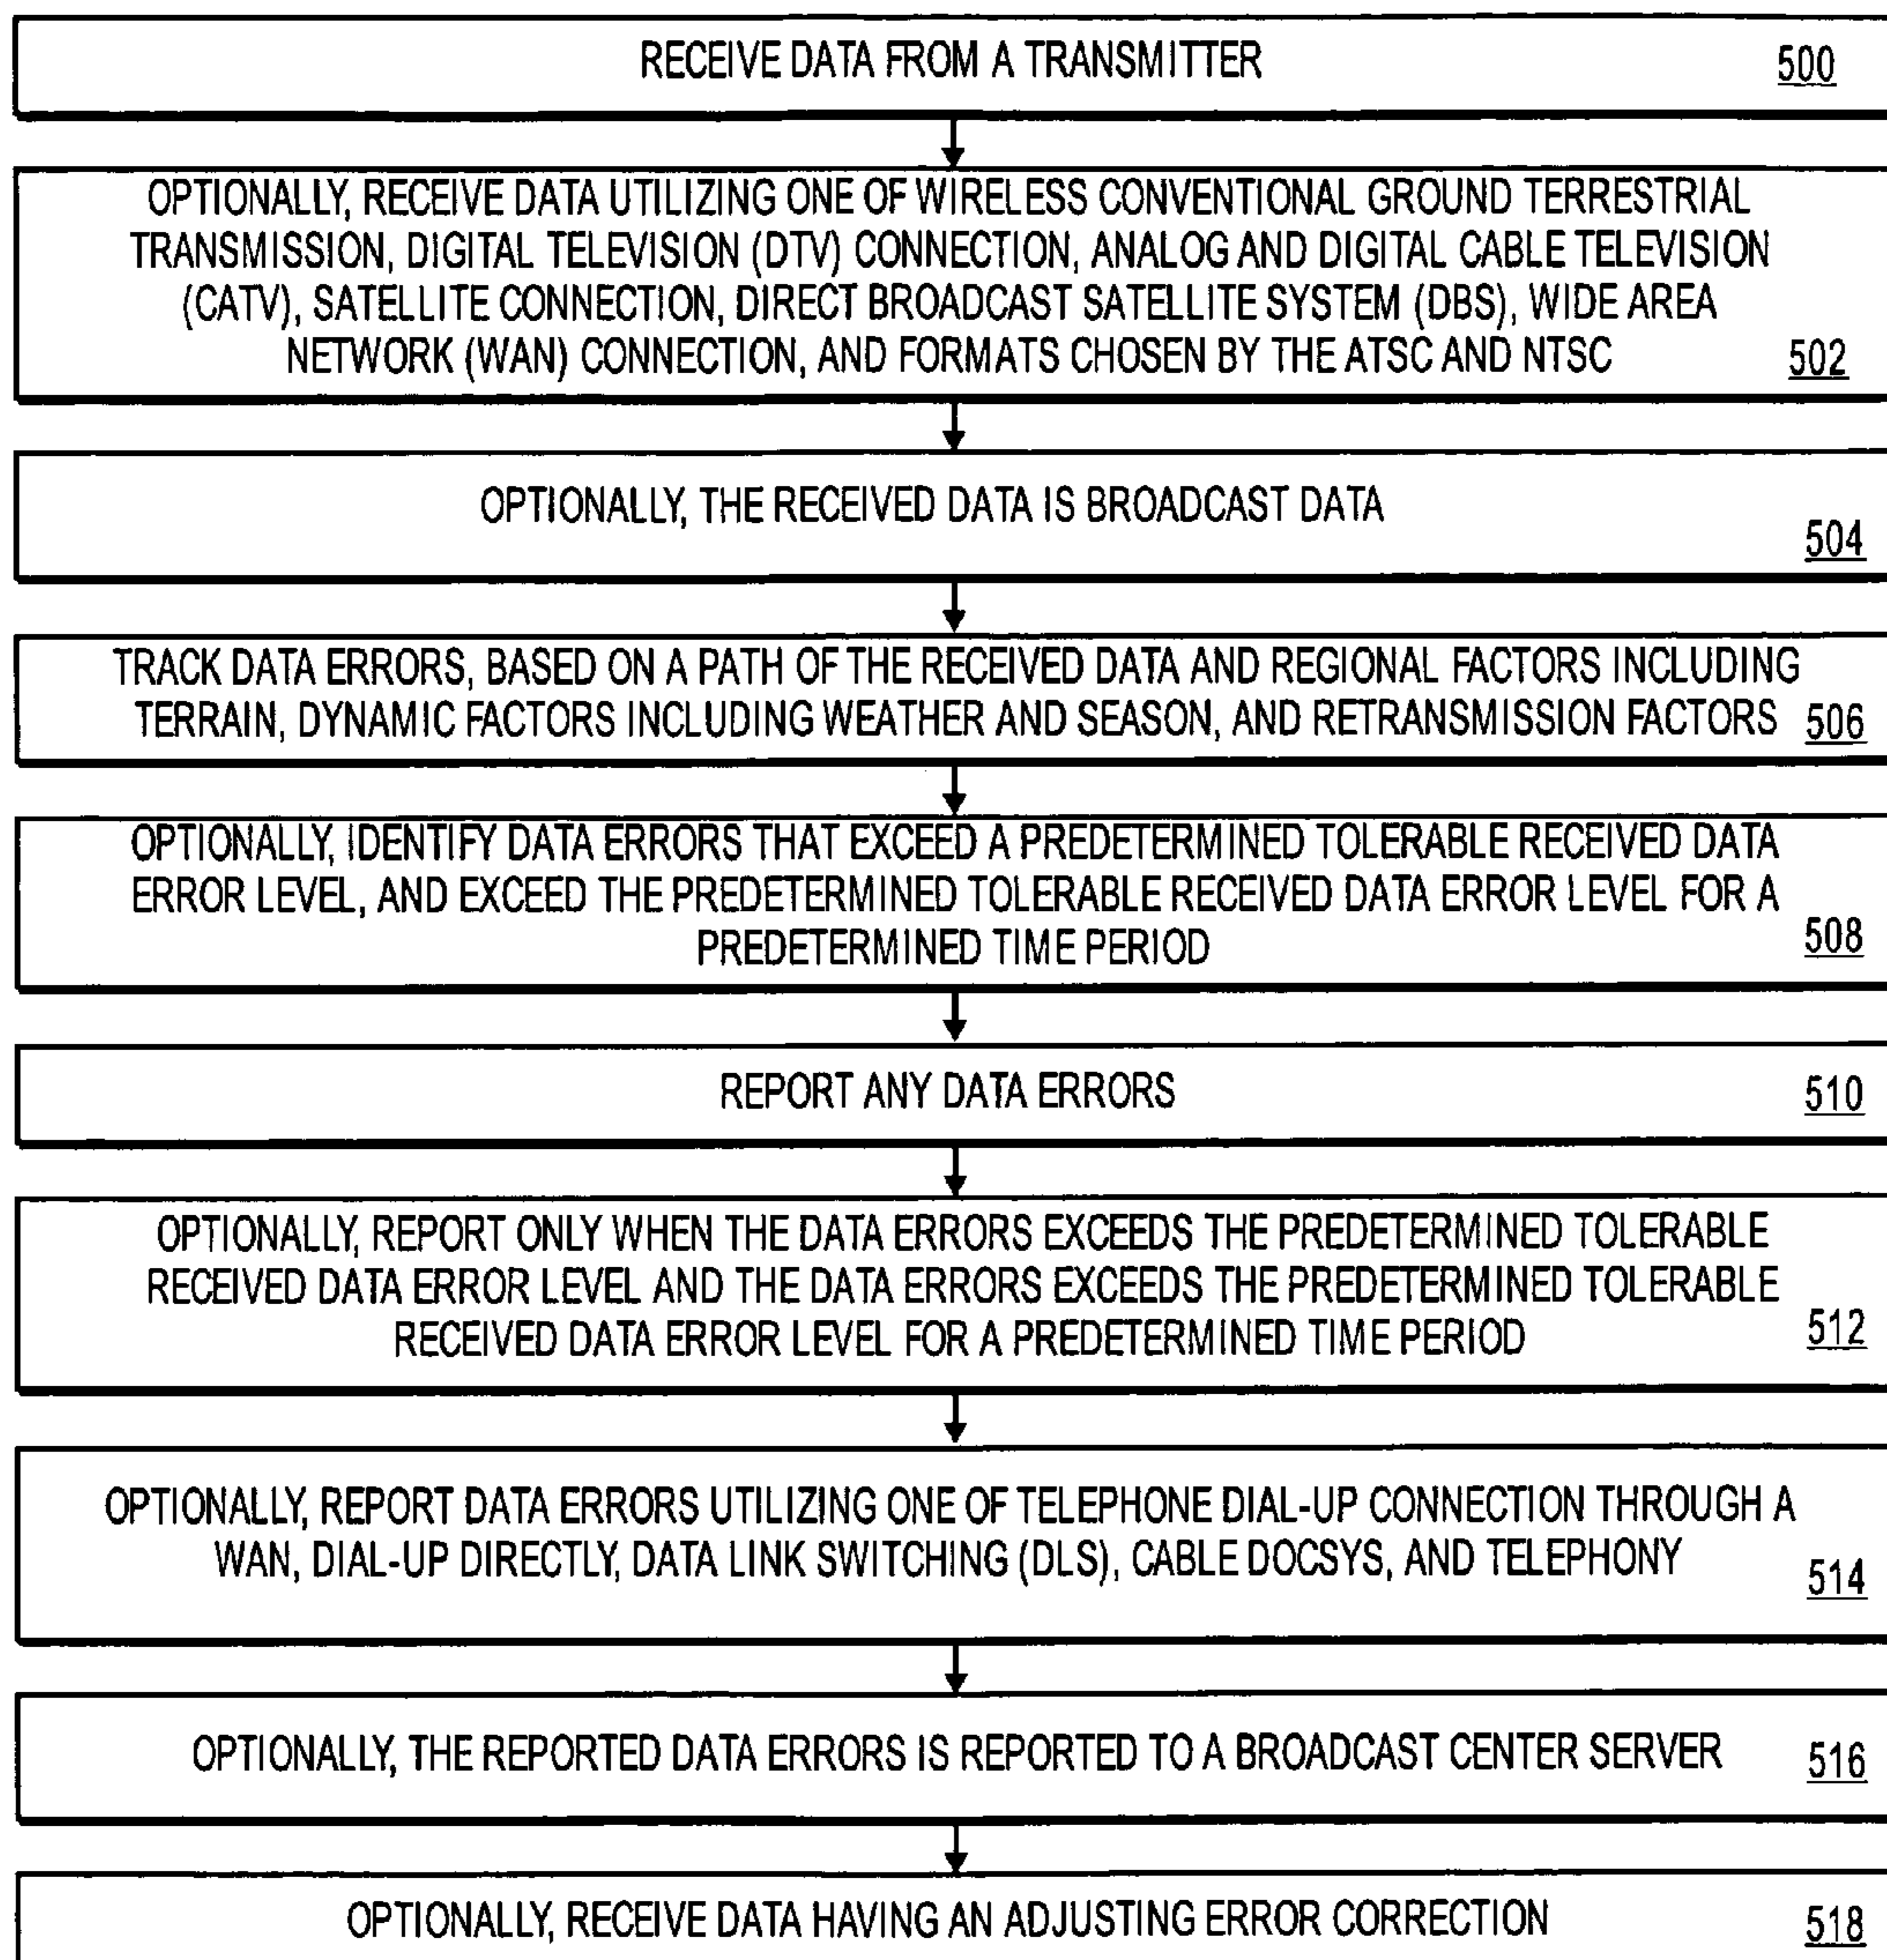 RECEIVE DATA FROM A TRANSMITTER
500
OPTIONALLY, RECEIVE DATA UTILIZING ONE OF WIRELESS CONVENTIONAL GROUND TERRESTRIAL
TRANSMISSION, DIGITAL TELEVISION (DTV) CONNECTION, ANALOG AND DIGITAL CABLE TELEVISION
(CATV), SATELLITE CONNECTION, DIRECT BROADCAST SATELLITE SYSTEM (DBS), WIDE AREA
NETWORK (WAN) CONNECTION, AND FORMATS CHOSEN BY THE ATSC AND NTSC
502
OPTIONALLY, THE RECEIVED DATA IS BROADCAST DATA
504
TRACK DATA ERRORS, BASED ON A PATH OF THE RECEIVED DATA AND REGIONAL FACTORS INCLUDING
TERRAIN, DYNAMIC FACTORS INCLUDING WEATHER AND SEASON, AND RETRANSMISSION FACTORS
506
OPTIONALLY, IDENTIFY DATA ERRORS THAT EXCEED A PREDETERMINED TOLERABLE RECEIVED DATA
ERROR LEVEL, AND EXCEED THE PREDETERMINED TOLERABLE RECEIVED DATA ERROR LEVEL FOR A
PREDETERMINED TIME PERIOD
508
REPORT ANY DATA ERRORS
510
OPTIONALLY, REPORT ONLY WHEN THE DATA ERRORS EXCEEDS THE PREDETERMINED TOLERABLE
RECEIVED DATA ERROR LEVEL AND THE DATA ERRORS EXCEEDS THE PREDETERMINED TOLERABLE
RECEIVED DATA ERROR LEVEL FOR A PREDETERMINED TIME PERIOD
512
OPTIONALLY, REPORT DATA ERRORS UTILIZING ONE OF TELEPHONE DIAL-UP CONNECTION THROUGH A
WAN, DIAL-UP DIRECTLY, DATA LINK SWITCHING (DLS), CABLE DOCSYS, AND TELEPHONY
514
OPTIONALLY, THE REPORTED DATA ERRORS IS REPORTED TO A BROADCAST CENTER SERVER
516
OPTIONALLY, RECEIVE DATA HAVING AN ADJUSTING ERROR CORRECTION
518